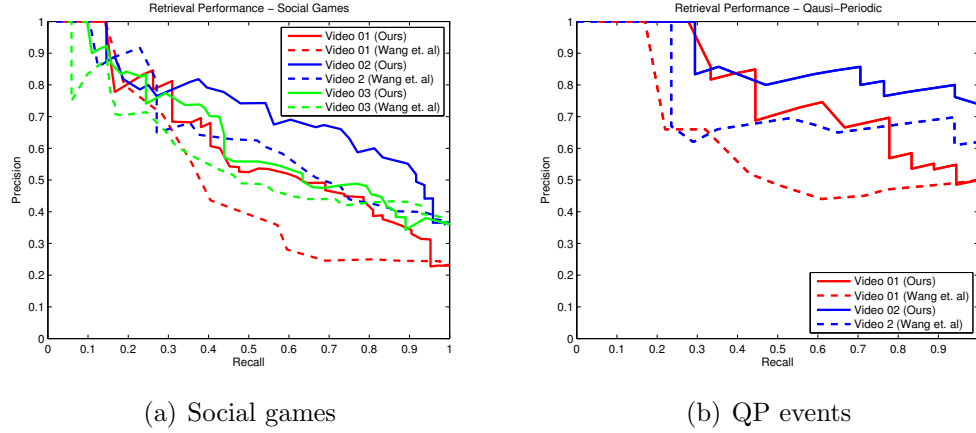 Retrieval Performance – Social Games
1
0.9
0.8
0.7
0.6
0.5
0.4
0.3
0.2
0.1
0
0 0.1 0.2 0.3 0.4 0.5 0.6 0.7 0.8 0.9 1
Precision
Recall
Video 01 (Ours)
Video 01 (Wang et. al)
Video 02 (Ours)
Video 2 (Wang et. al)
Video 03 (Ours)
Video 03 (Wang et. al)
(a) Social games
Retrieval Performance – Qausi-Periodic
1
0.9
0.8
0.7
0.6
0.5
0.4
0.3
0.2
0.1
0
0 0.1 0.2 0.3 0.4 0.5 0.6 0.7 0.8 0.9
Precision
Recall
Video 01 (Ours)
Video 01 (Wang et. al)
Video 02 (Ours)
Video 2 (Wang et. al)
(b) QP events